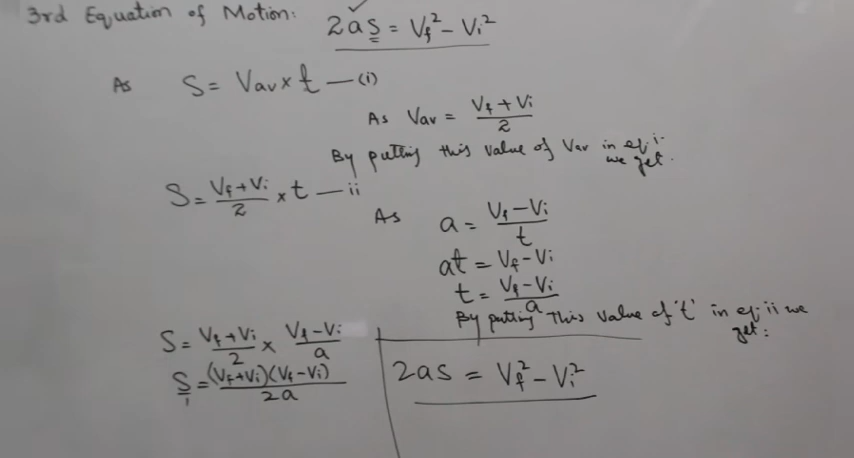 3rd Equation of Motion: 2as = Vf² - Vi²
As S = Vav × t — (i)
As Vav = (Vf + Vi)/2
By putting this value of Vav in eq i.
we get.
S = (Vf + Vi)/2 × t — ii
As a = (Vf - Vi)/t
at = Vf - Vi
t = (Vf - Vi)/a
By putting This value of 't' in eq: ii we
get:
S = (Vf + Vi)/2 × (Vf - Vi)/a
S/1 = (Vf + Vi)(Vf - Vi)/2a
2as = Vf² - Vi²